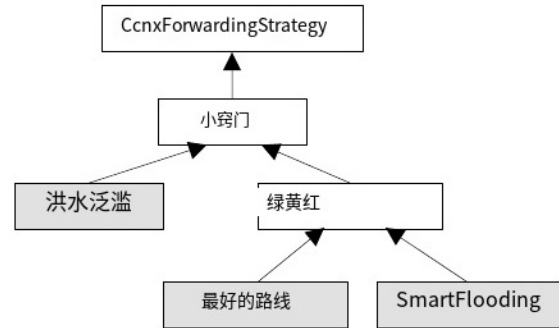 CcnxForwardingStrategy
小窍门
洪水泛滥
绿黄红
最好的路线
SmartFlooding